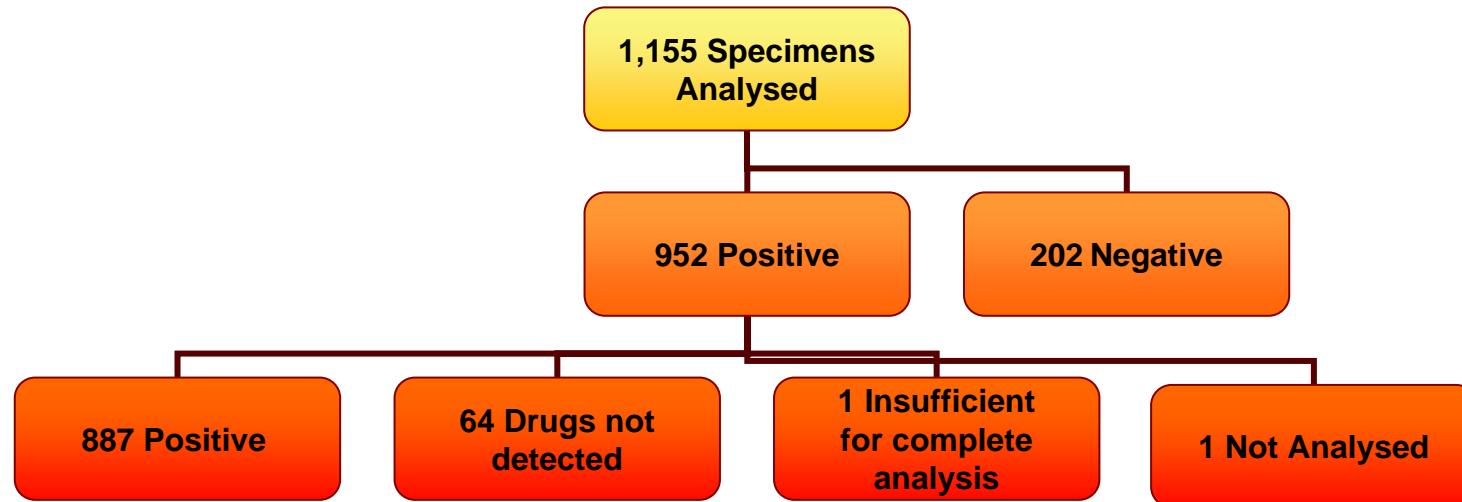 1,155 Specimens
Analysed
952 Positive
202 Negative
887 Positive
64 Drugs not
detected
1 Insufficient
for complete
analysis
1 Not Analysed